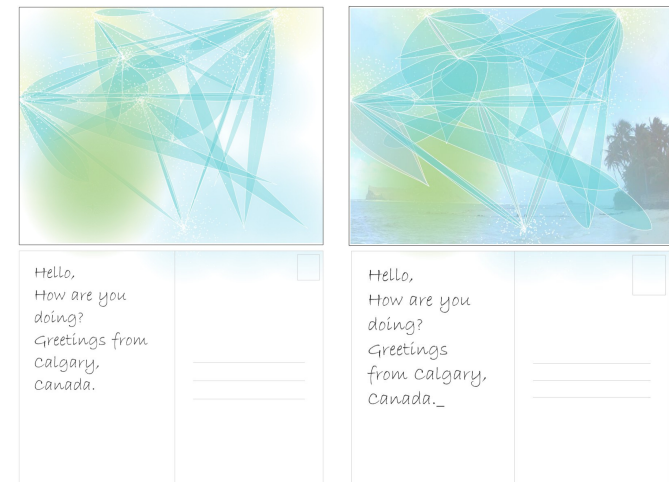 Hello,
How are you
doing?
Greetings from
Calgary,
Canada.
Hello,
How are you
doing?
Greetings
from Calgary,
Canada._